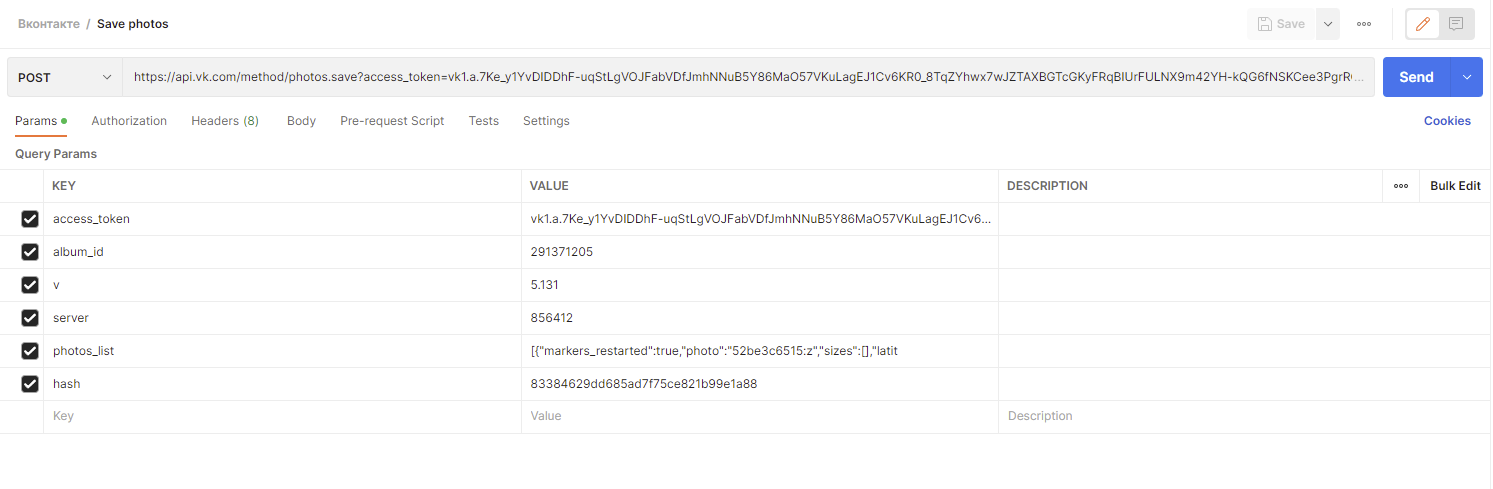 Вконтакте / Save photos
Save
POST
https://api.vk.com/method/photos.save?access_token=vk1.a.7Ke_y1YvDIDDhF-uqStLgVOJFabVDfJmhNNuB5Y86MaO57VKuLagEJ1Cv6KR0_8TqZYhwx7wJZTAXBGTcGKyFRqBIUrFULNX9m42YH-kQG6fNSKCee3PgrR...
Send
Params
Authorization
Headers (8)
Body
Pre-request Script
Tests
Settings
Cookies
Query Params
KEY VALUE DESCRIPTION Bulk Edit
access_token vk1.a.7Ke_y1YvDIDDhF-uqStLgVOJFabVDfJmhNNuB5Y86MaO57VKuLagEJ1Cv6...
album_id 291371205
v 5.131
server 856412
photos_list [{"markers_restarted":true,"photo":"52be3c6515:z","sizes":[],"latit
hash 83384629dd685ad7f75ce821b99e1a88
Key Value Description